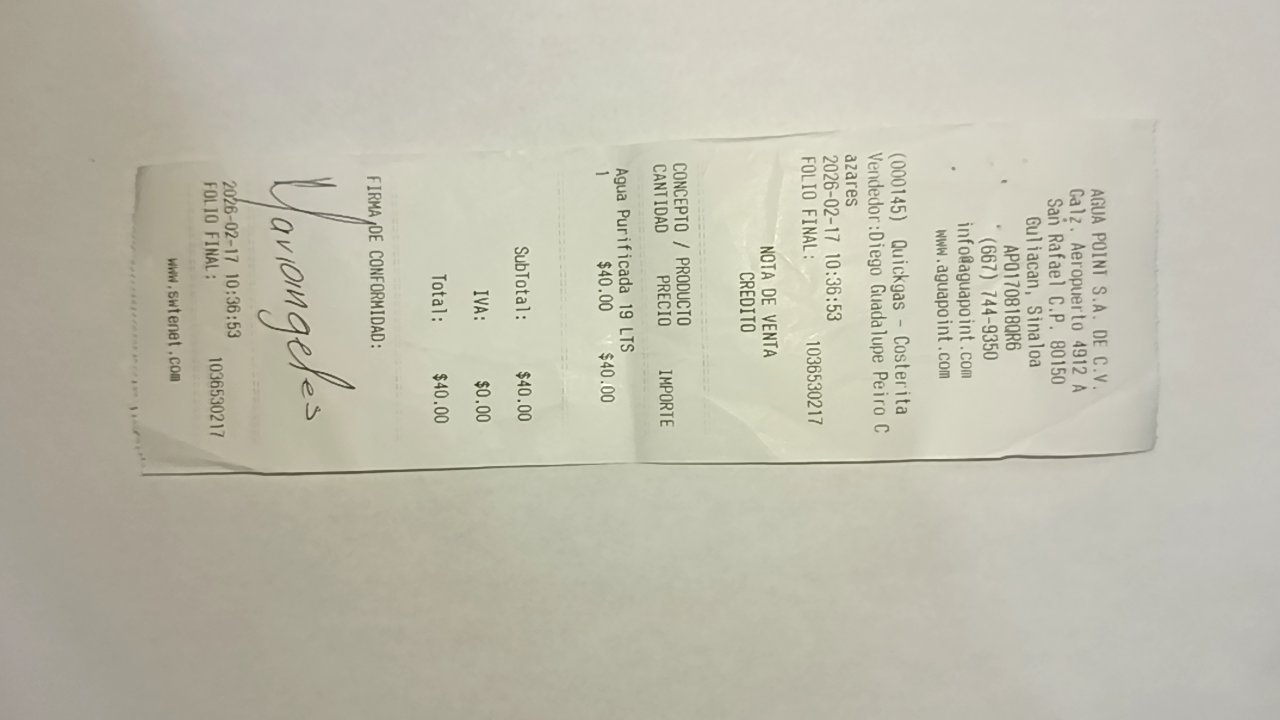 AGUA POINT S.A. DE C.V.
Calz. Aeropuerto 4912 A
San Rafael C.P. 80150
Culiacan, Sinaloa
APO170818QR6
(667) 744-9350
info@aguapoint.com
www.aguapoint.com
(000145) Quickgas - Costerita
Vendedor:Diego Guadalupe Peiro C
azares
2026-02-17 10:36:53
FOLIO FINAL: 1036530217
NOTA DE VENTA
CREDITO
CONCEPTO / PRODUCTO
CANTIDAD PRECIO IMPORTE
Agua Purificada 19 LTS
1 $40.00 $40.00
SubTotal: $40.00
IVA: $0.00
Total: $40.00
FIRMA DE CONFORMIDAD:
Mariangeles
2026-02-17 10:36:53
FOLIO FINAL: 1036530217
www.swtenet.com